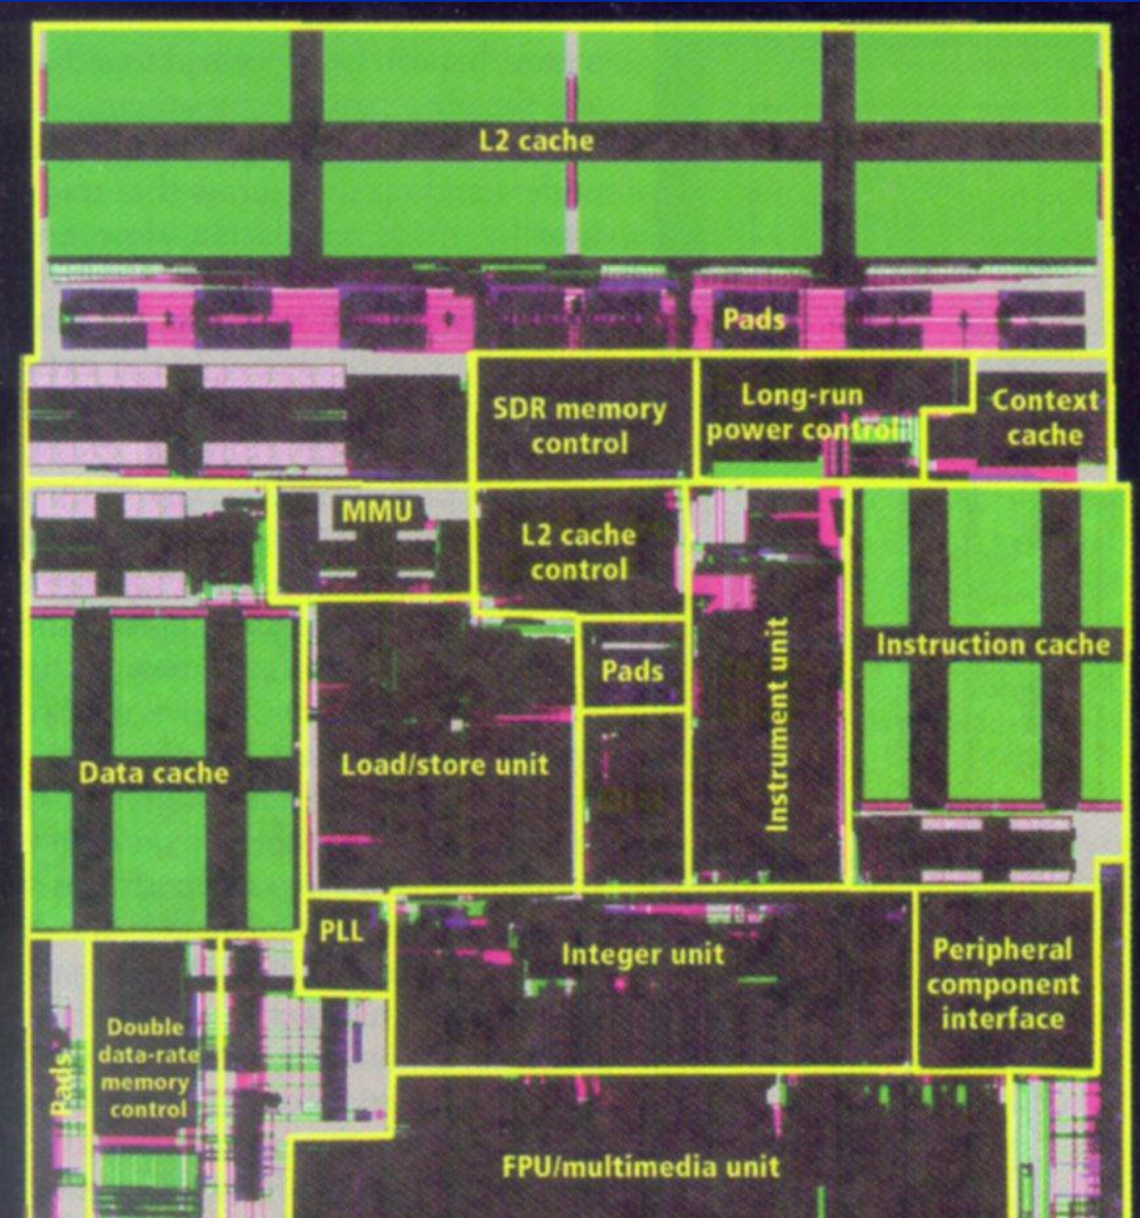 L2 cache
Pads
SDR memory
control
Long-run
power control
Context
cache
MMU
L2 cache
control
Instruction cache
Instrument unit
Pads
Load/store unit
Data cache
PLL
Integer unit
Peripheral
component
interface
Pads
Double
data-rate
memory
control
FPU/multimedia unit